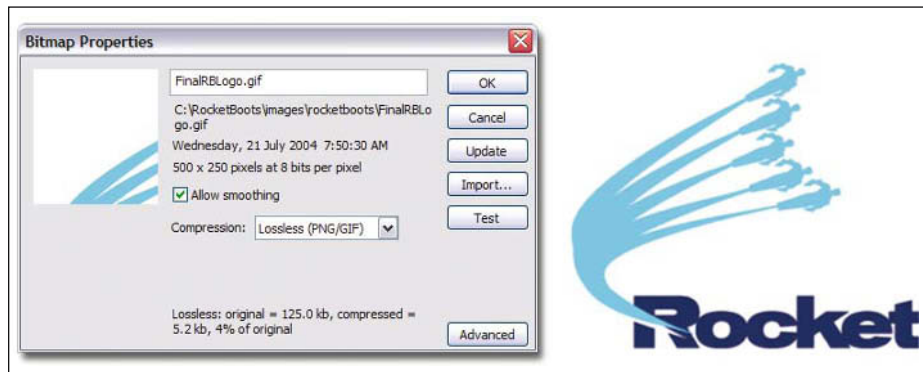 Bitmap Properties
FinalRBLogo.gif
OK
C:\RocketBoots\images\rocketboots\FinalRBLo
go.gif
Cancel
Wednesday, 21 July 2004 7:50:30 AM
Update
500 x 250 pixels at 8 bits per pixel
Import...
Allow smoothing
Test
Compression: Lossless (PNG/GIF)
Lossless: original = 125.0 kb, compressed =
5.2 kb, 4% of original
Advanced
Rocket